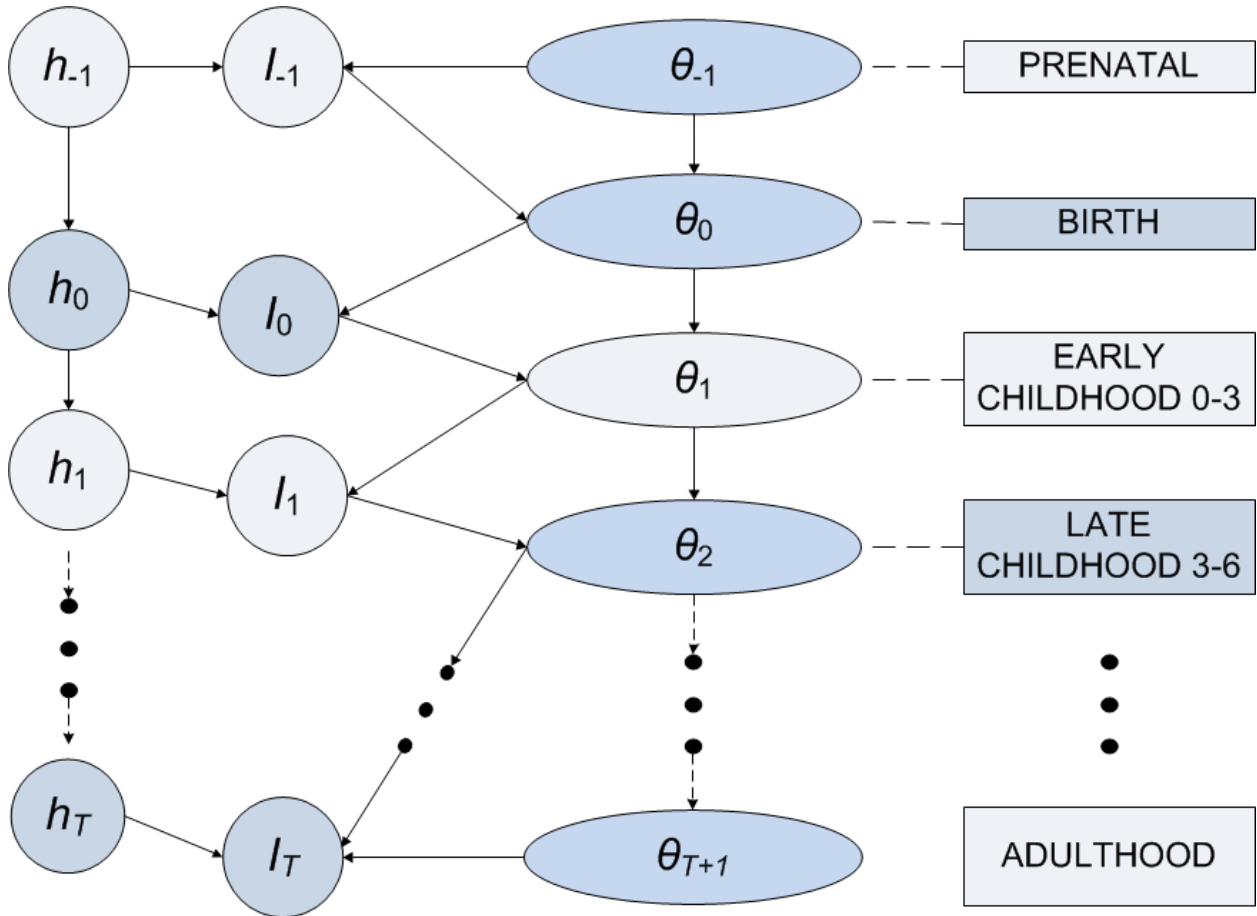 h-1
I-1
θ-1
PRENATAL
θ0
BIRTH
h0
I0
θ1
EARLY
CHILDHOOD 0-3
h1
I1
θ2
LATE
CHILDHOOD 3-6
hT
IT
θT+1
ADULTHOOD